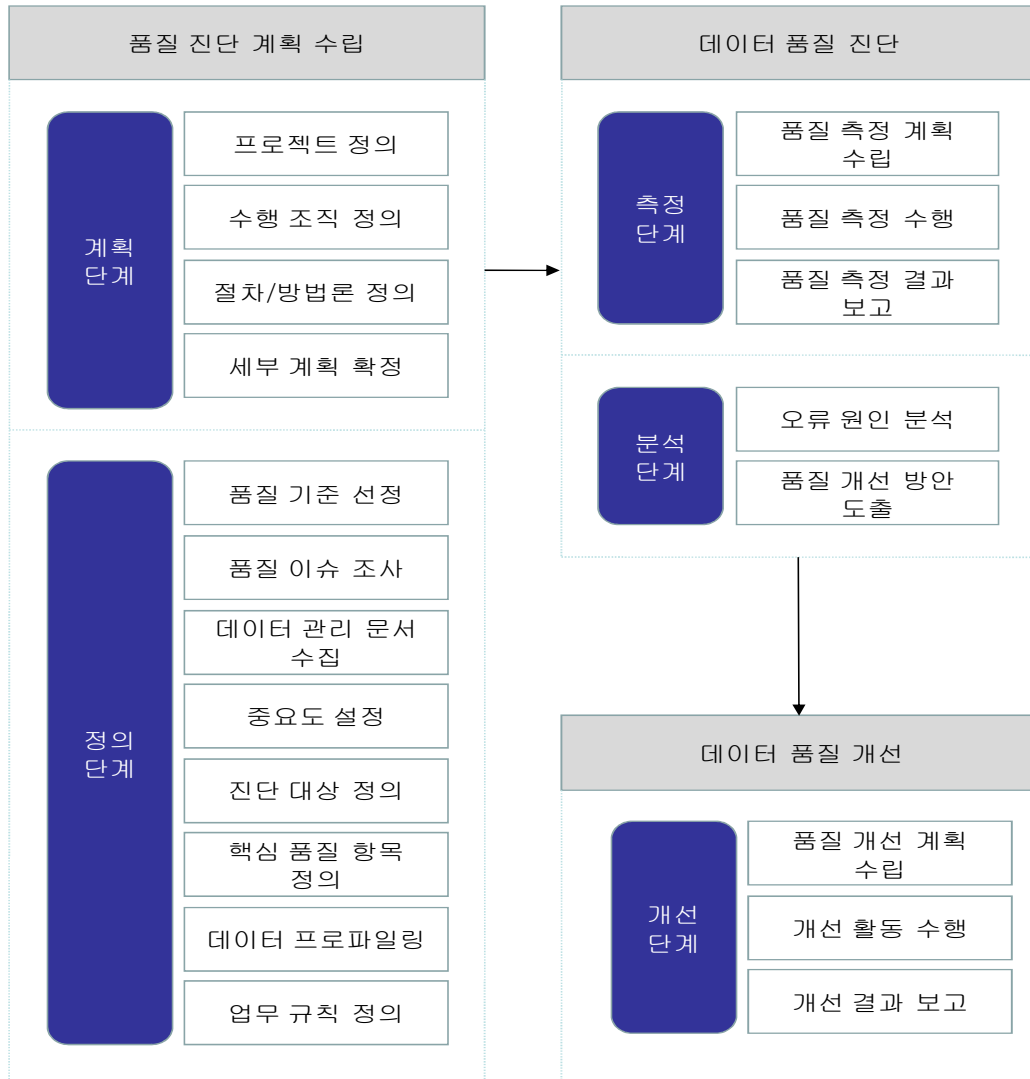 품질 진단 계획 수립
계획
단계
프로젝트 정의
수행 조직 정의
절차/방법론 정의
세부 계획 확정
정의
단계
품질 기준 선정
품질 이슈 조사
데이터 관리 문서
수집
중요도 설정
진단 대상 정의
핵심 품질 항목
정의
데이터 프로파일링
업무 규칙 정의
데이터 품질 진단
측정
단계
품질 측정 계획
수립
품질 측정 수행
품질 측정 결과
보고
분석
단계
오류 원인 분석
품질 개선 방안
도출
데이터 품질 개선
개선
단계
품질 개선 계획
수립
개선 활동 수행
개선 결과 보고